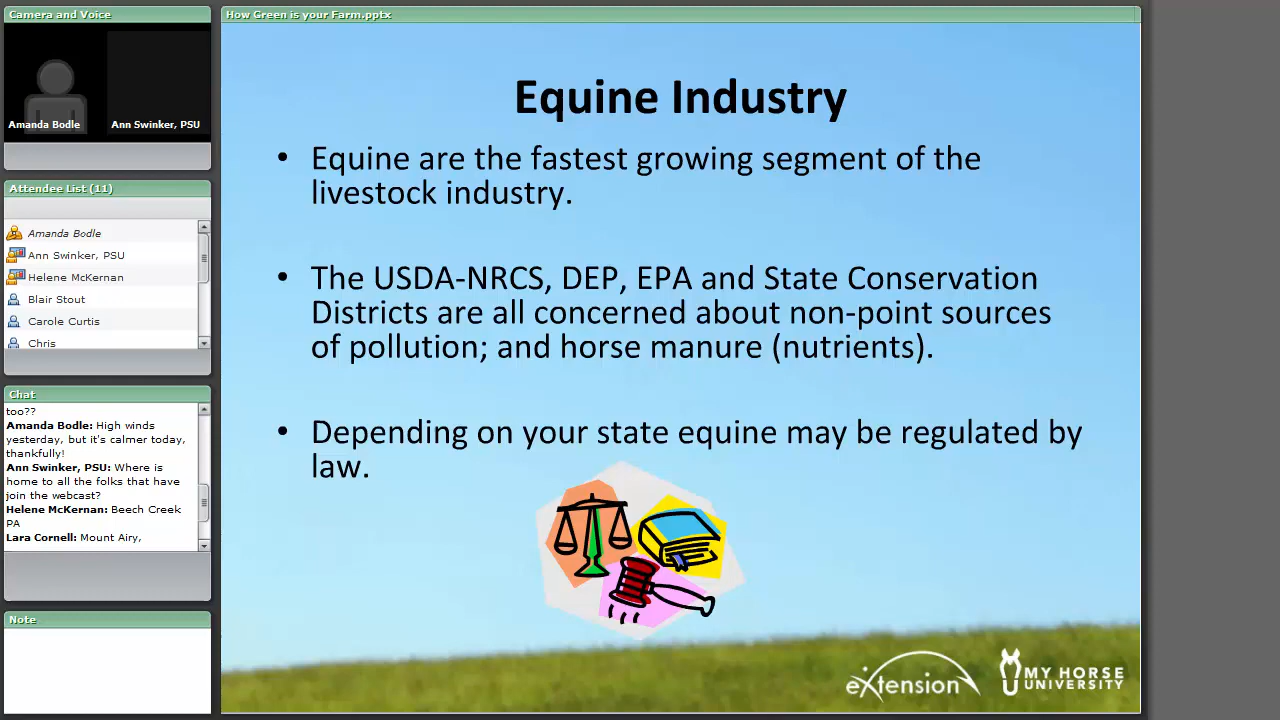 Camera and Voice
Amanda Bodle
Ann Swinker, PSU
Attendee List (11)
Amanda Bodle
Ann Swinker, PSU
Helene McKernan
Blair Stout
Carole Curtis
Chris
Chat
too??
Amanda Bodle: High winds
yesterday, but it's calmer today,
thankfully!
Ann Swinker, PSU: Where is
home to all the folks that have
join the webcast?
Helene McKernan: Beech Creek
PA
Lara Cornell: Mount Airy,
Note
How Green is your Farm.pptx
Equine Industry
• Equine are the fastest growing segment of the
livestock industry.
• The USDA-NRCS, DEP, EPA and State Conservation
Districts are all concerned about non-point sources
of pollution; and horse manure (nutrients).
• Depending on your state equine may be regulated by
law.
eXtension
MY HORSE
UNIVERSITY